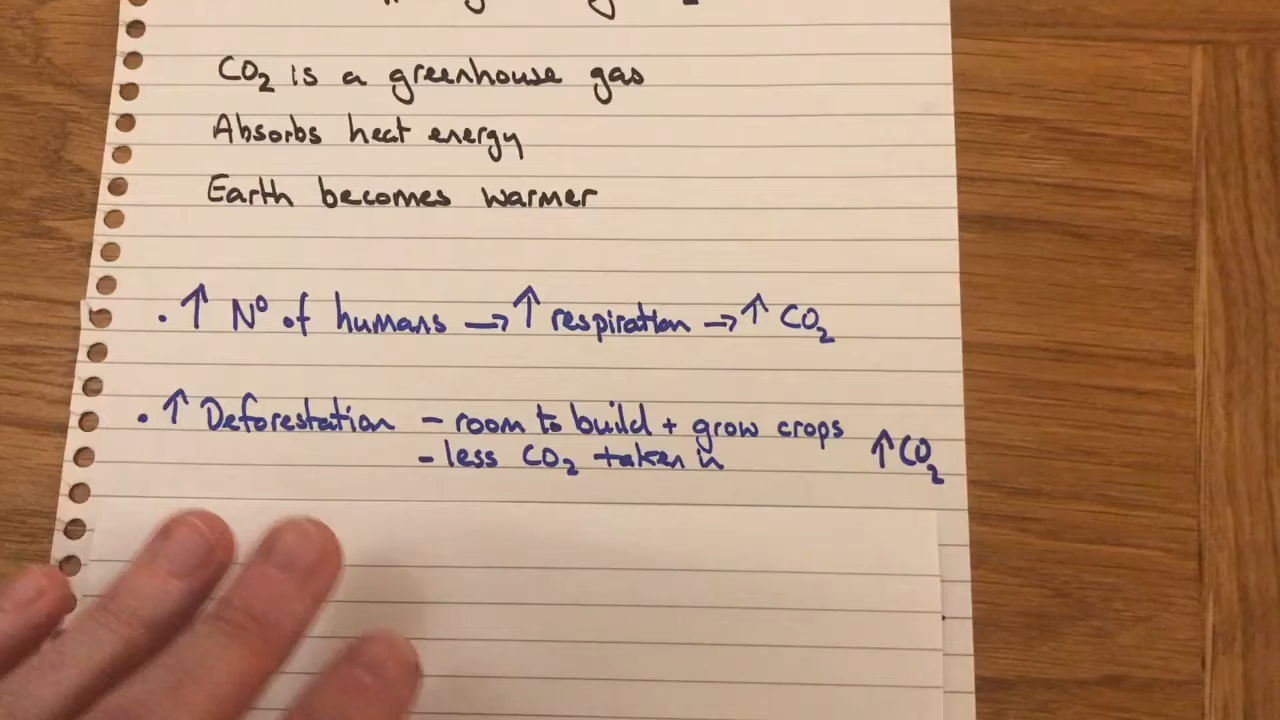 CO₂ is a greenhouse gas
Absorbs heat energy
Earth becomes warmer
• ↑ Nº of humans → ↑ respiration → ↑ CO₂
• ↑ Deforestation - room to build + grow crops
- less CO₂ taken in ↑ CO₂